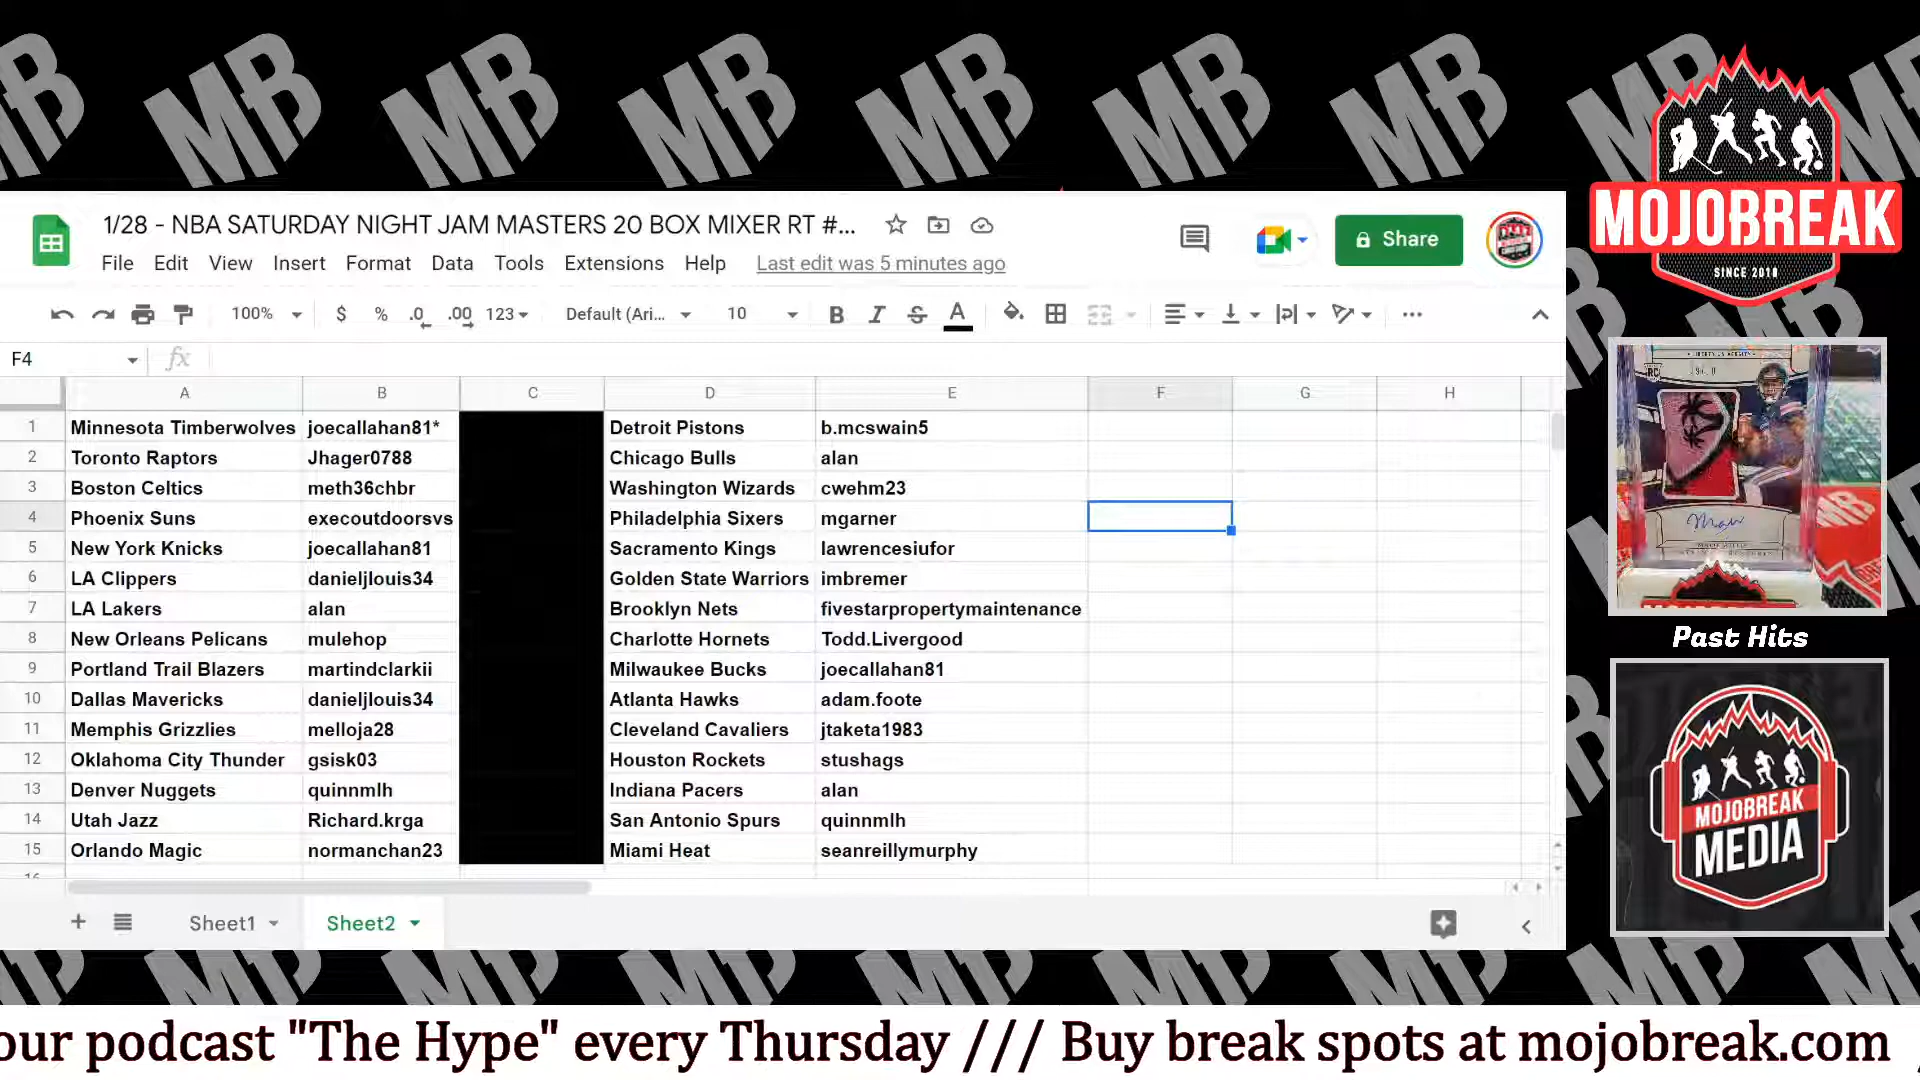 1/28 - NBA SATURDAY NIGHT JAM MASTERS 20 BOX MIXER RT #...
File Edit View Insert Format Data Tools Extensions Help Last edit was 5 minutes ago
Share
100% $ % .0 .00 123 Default (Ari... 10 B I S A
F4 fx
A B C D E F G H
1 Minnesota Timberwolves joecallahan81* Detroit Pistons b.mcswain5
2 Toronto Raptors Jhager0788 Chicago Bulls alan
3 Boston Celtics meth36chbr Washington Wizards cwehm23
4 Phoenix Suns execoutdoorsvs Philadelphia Sixers mgarner
5 New York Knicks joecallahan81 Sacramento Kings lawrencesiufor
6 LA Clippers danieljlouis34 Golden State Warriors imbremer
7 LA Lakers alan Brooklyn Nets fivestarpropertymaintenance
8 New Orleans Pelicans mulehop Charlotte Hornets Todd.Livergood
9 Portland Trail Blazers martindclarkii Milwaukee Bucks joecallahan81
10 Dallas Mavericks danieljlouis34 Atlanta Hawks adam.foote
11 Memphis Grizzlies melloja28 Cleveland Cavaliers jtaketa1983
12 Oklahoma City Thunder gsisk03 Houston Rockets stushags
13 Denver Nuggets quinnmlh Indiana Pacers alan
14 Utah Jazz Richard.krga San Antonio Spurs quinnmlh
15 Orlando Magic normanchan23 Miami Heat seanreillymurphy
Sheet1 Sheet2
MOJOBREAK
SINCE 2010
RC
Past Hits
MOJOBREAK
MEDIA
our podcast "The Hype" every Thursday /// Buy break spots at mojobreak.com